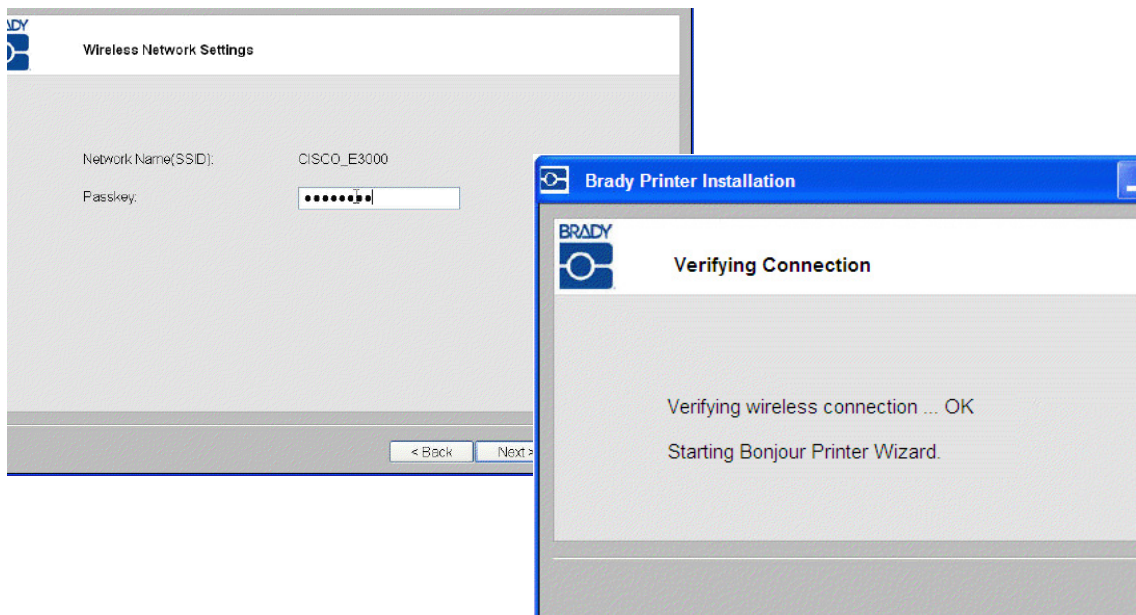 ADY
Wireless Network Settings
Network Name(SSID): CISCO_E3000
Passkey: ••••••••
< Back Next >
Brady Printer Installation
BRADY
Verifying Connection
Verifying wireless connection ... OK
Starting Bonjour Printer Wizard.